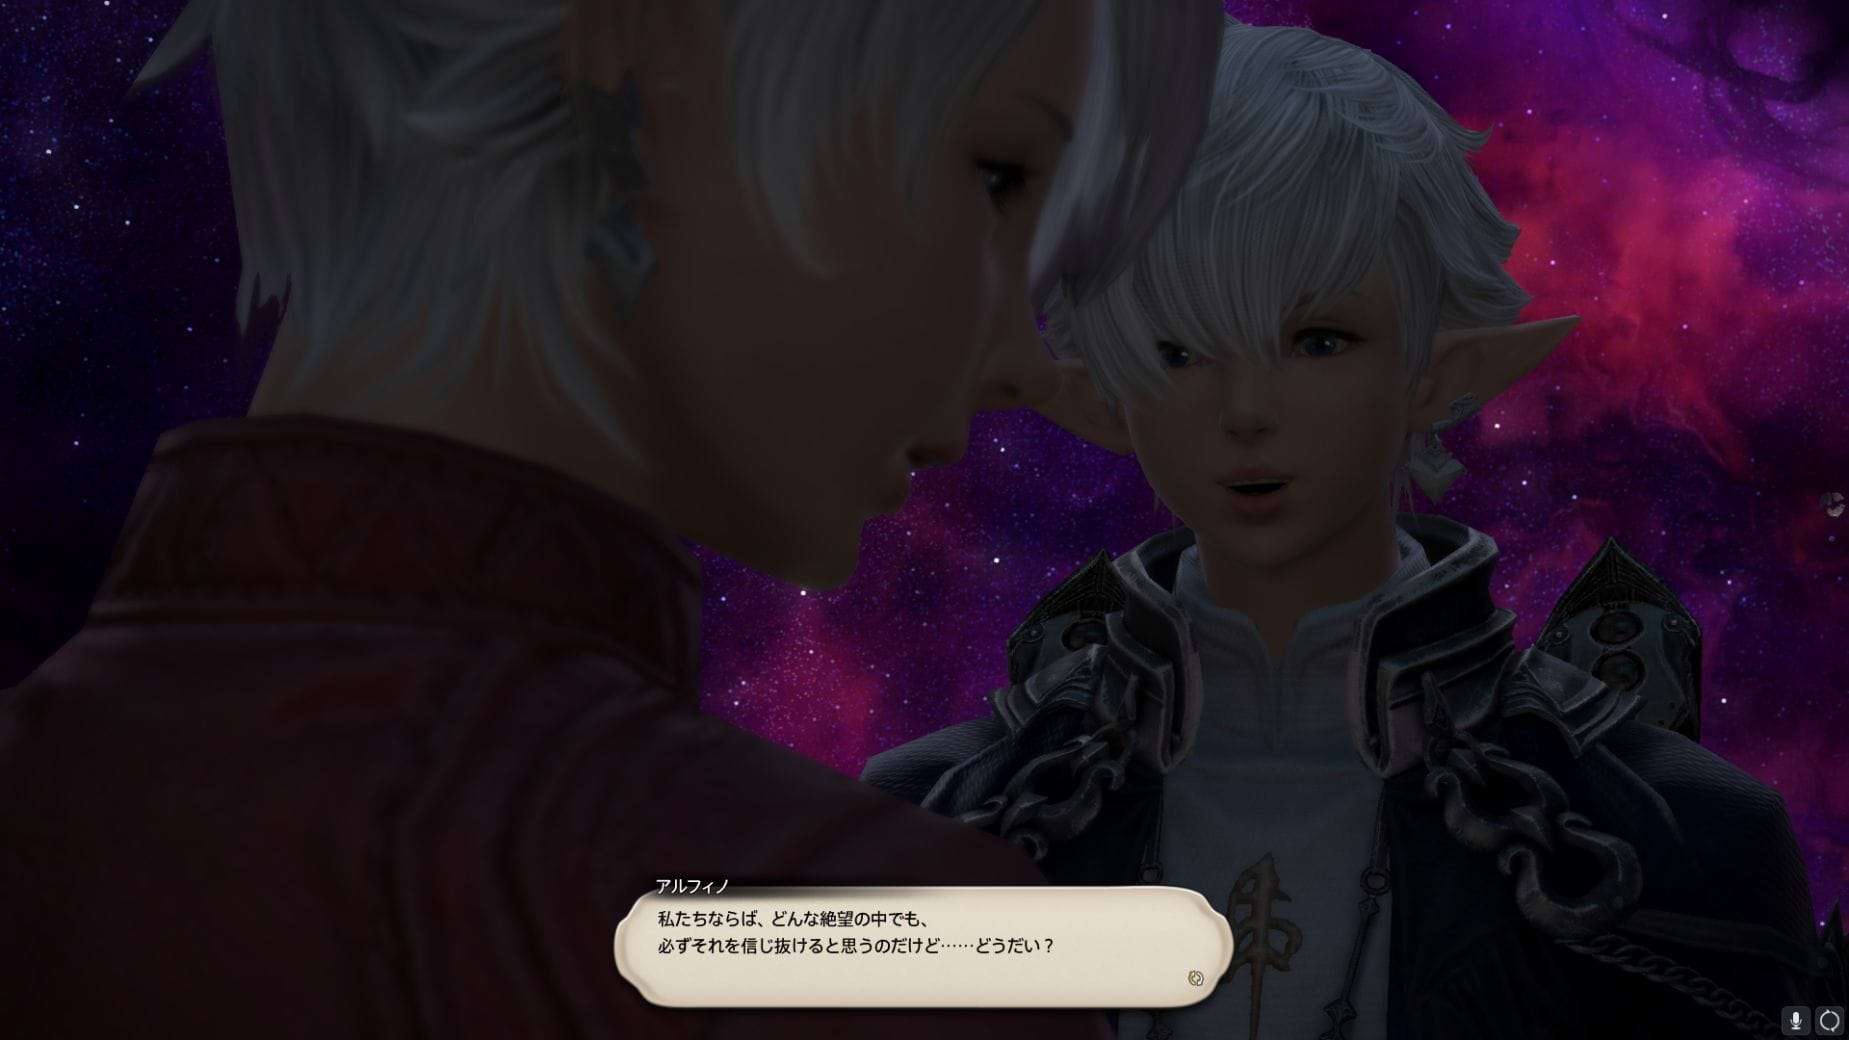 アルフィノ
私たちならば、どんな絶望の中でも、
必ずそれを信じ抜けると思うのだけど……どうだい？